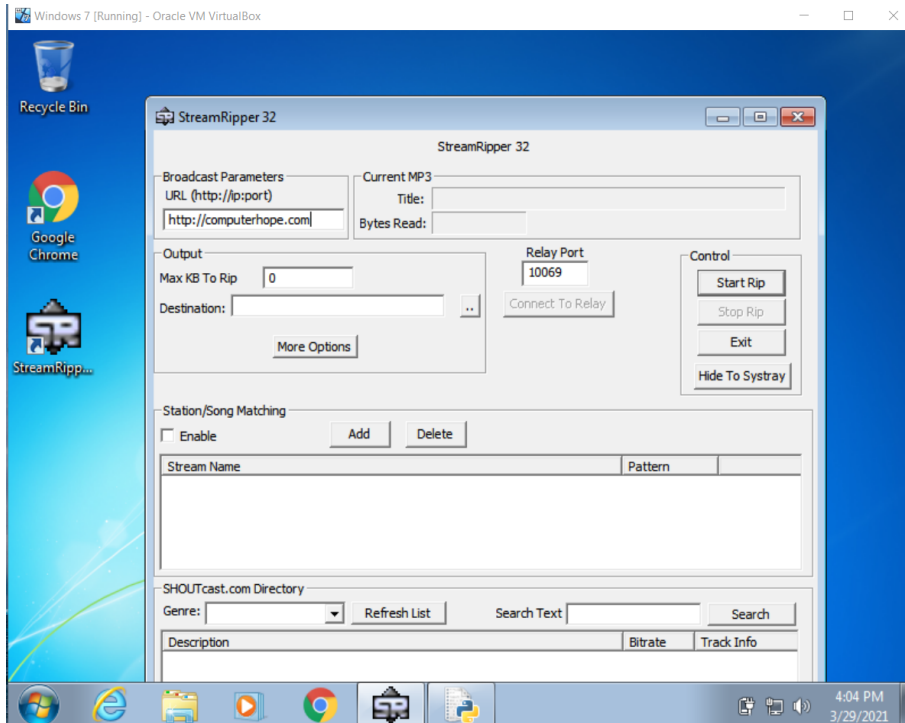 Windows 7 [Running] - Oracle VM VirtualBox
Recycle Bin
Google
Chrome
StreamRipp...
StreamRipper 32
StreamRipper 32
Broadcast Parameters
URL (http://ip:port)
http://computerhope.com
Current MP3
Title:
Bytes Read:
Output
Max KB To Rip 0
Destination: ..
More Options
Relay Port
10069
Connect To Relay
Control
Start Rip
Stop Rip
Exit
Hide To Systray
Station/Song Matching
Enable Add Delete
Stream Name Pattern
SHOUTcast.com Directory
Genre: Refresh List Search Text Search
Description Bitrate Track Info
4:04 PM
3/29/2021